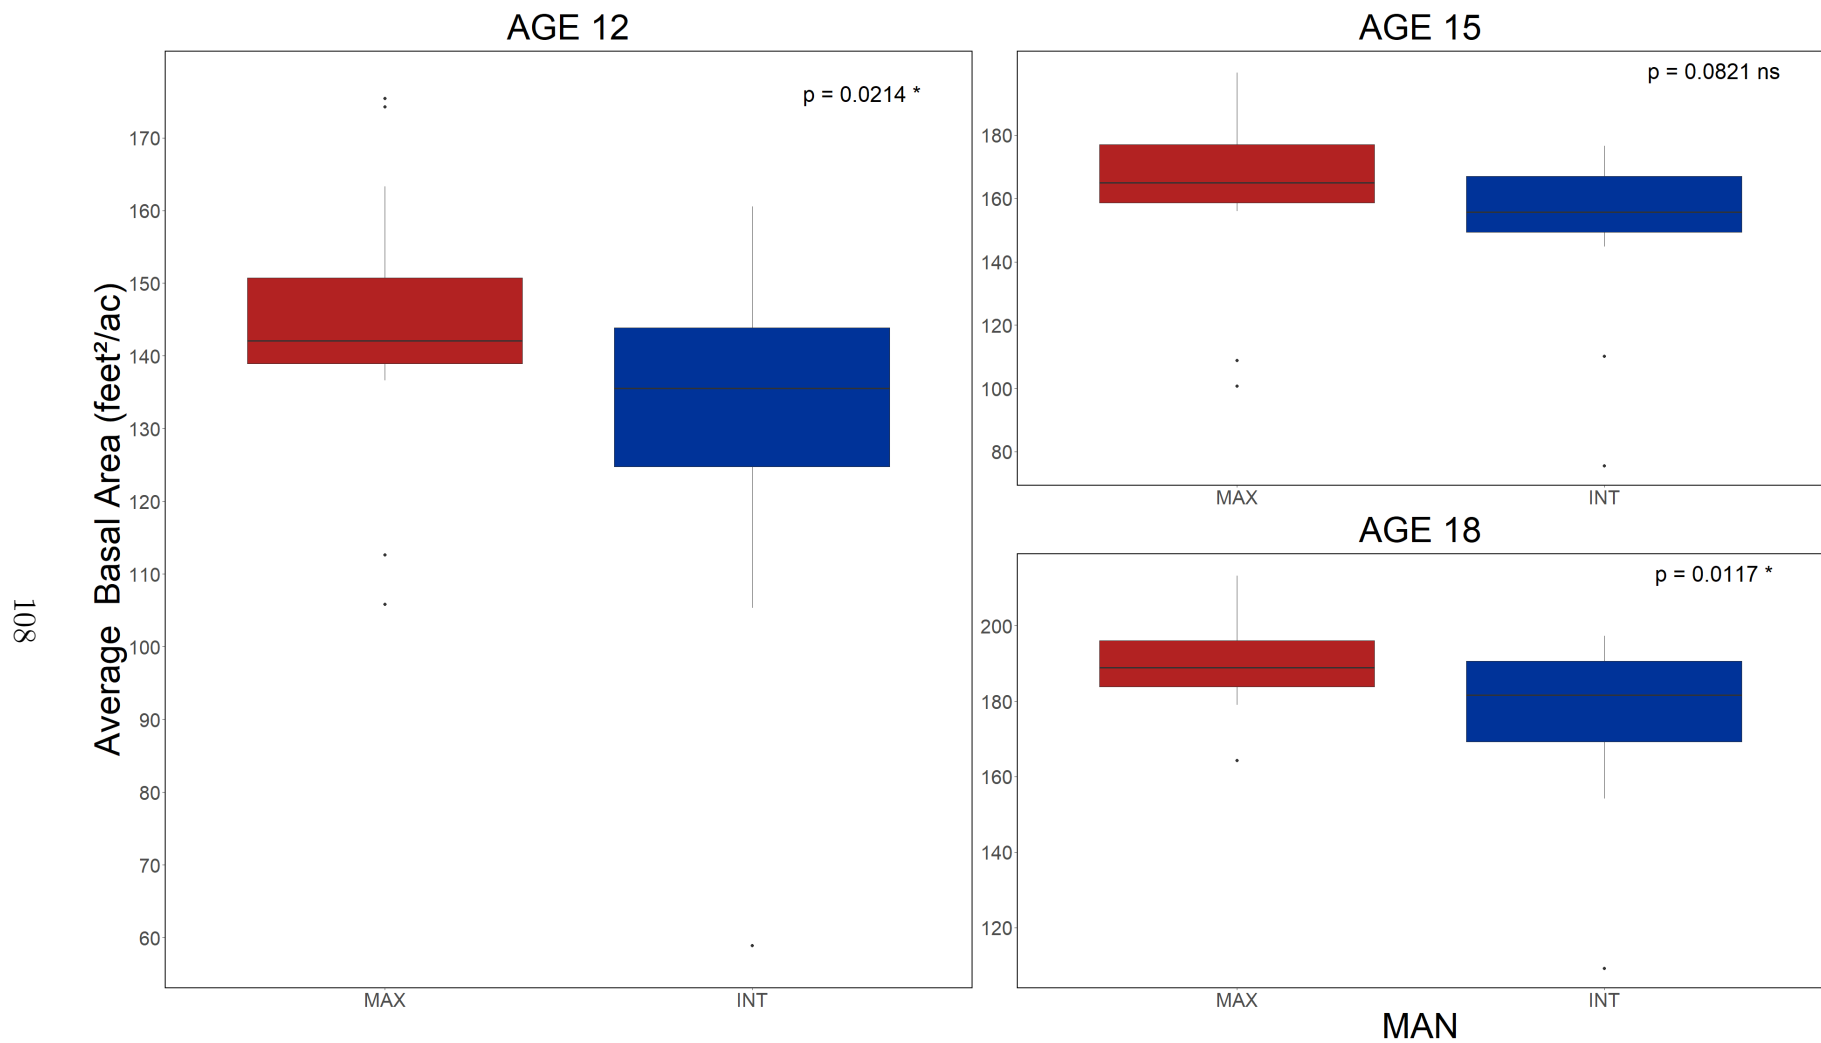 AGE 12
p = 0.0214 *
170
160
150
140
130
120
110
100
90
80
70
60
MAX INT
Average  Basal Area (feet²/ac)
108
AGE 15
p = 0.0821 ns
180
160
140
120
100
80
MAX INT
AGE 18
p = 0.0117 *
200
180
160
140
120
MAX INT
MAN